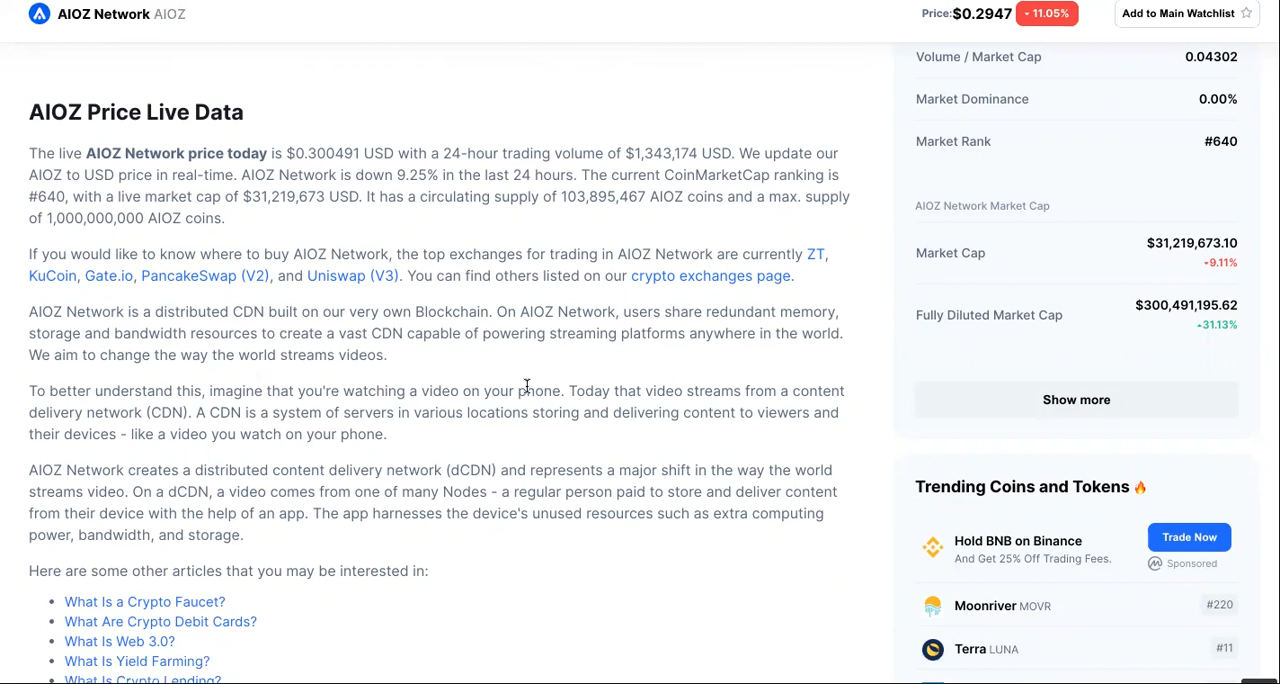 AIOZ Network AIOZ
Price:$0.2947 11.05%
Add to Main Watchlist
AIOZ Price Live Data
The live AIOZ Network price today is $0.300491 USD with a 24-hour trading volume of $1,343,174 USD. We update our
AIOZ to USD price in real-time. AIOZ Network is down 9.25% in the last 24 hours. The current CoinMarketCap ranking is
#640, with a live market cap of $31,219,673 USD. It has a circulating supply of 103,895,467 AIOZ coins and a max. supply
of 1,000,000,000 AIOZ coins.
If you would like to know where to buy AIOZ Network, the top exchanges for trading in AIOZ Network are currently ZT,
KuCoin, Gate.io, PancakeSwap (V2), and Uniswap (V3). You can find others listed on our crypto exchanges page.
AIOZ Network is a distributed CDN built on our very own Blockchain. On AIOZ Network, users share redundant memory,
storage and bandwidth resources to create a vast CDN capable of powering streaming platforms anywhere in the world.
We aim to change the way the world streams videos.
To better understand this, imagine that you're watching a video on your phone. Today that video streams from a content
delivery network (CDN). A CDN is a system of servers in various locations storing and delivering content to viewers and
their devices - like a video you watch on your phone.
AIOZ Network creates a distributed content delivery network (dCDN) and represents a major shift in the way the world
streams video. On a dCDN, a video comes from one of many Nodes - a regular person paid to store and deliver content
from their device with the help of an app. The app harnesses the device's unused resources such as extra computing
power, bandwidth, and storage.
Here are some other articles that you may be interested in:
• What Is a Crypto Faucet?
• What Are Crypto Debit Cards?
• What Is Web 3.0?
• What Is Yield Farming?
• What Is Crypto Lending?
Volume / Market Cap 0.04302
Market Dominance 0.00%
Market Rank #640
AIOZ Network Market Cap
Market Cap $31,219,673.10
9.11%
Fully Diluted Market Cap $300,491,195.62
31.13%
Show more
Trending Coins and Tokens
Hold BNB on Binance
And Get 25% Off Trading Fees.
Trade Now
Sponsored
Moonriver MOVR #220
Terra LUNA #11